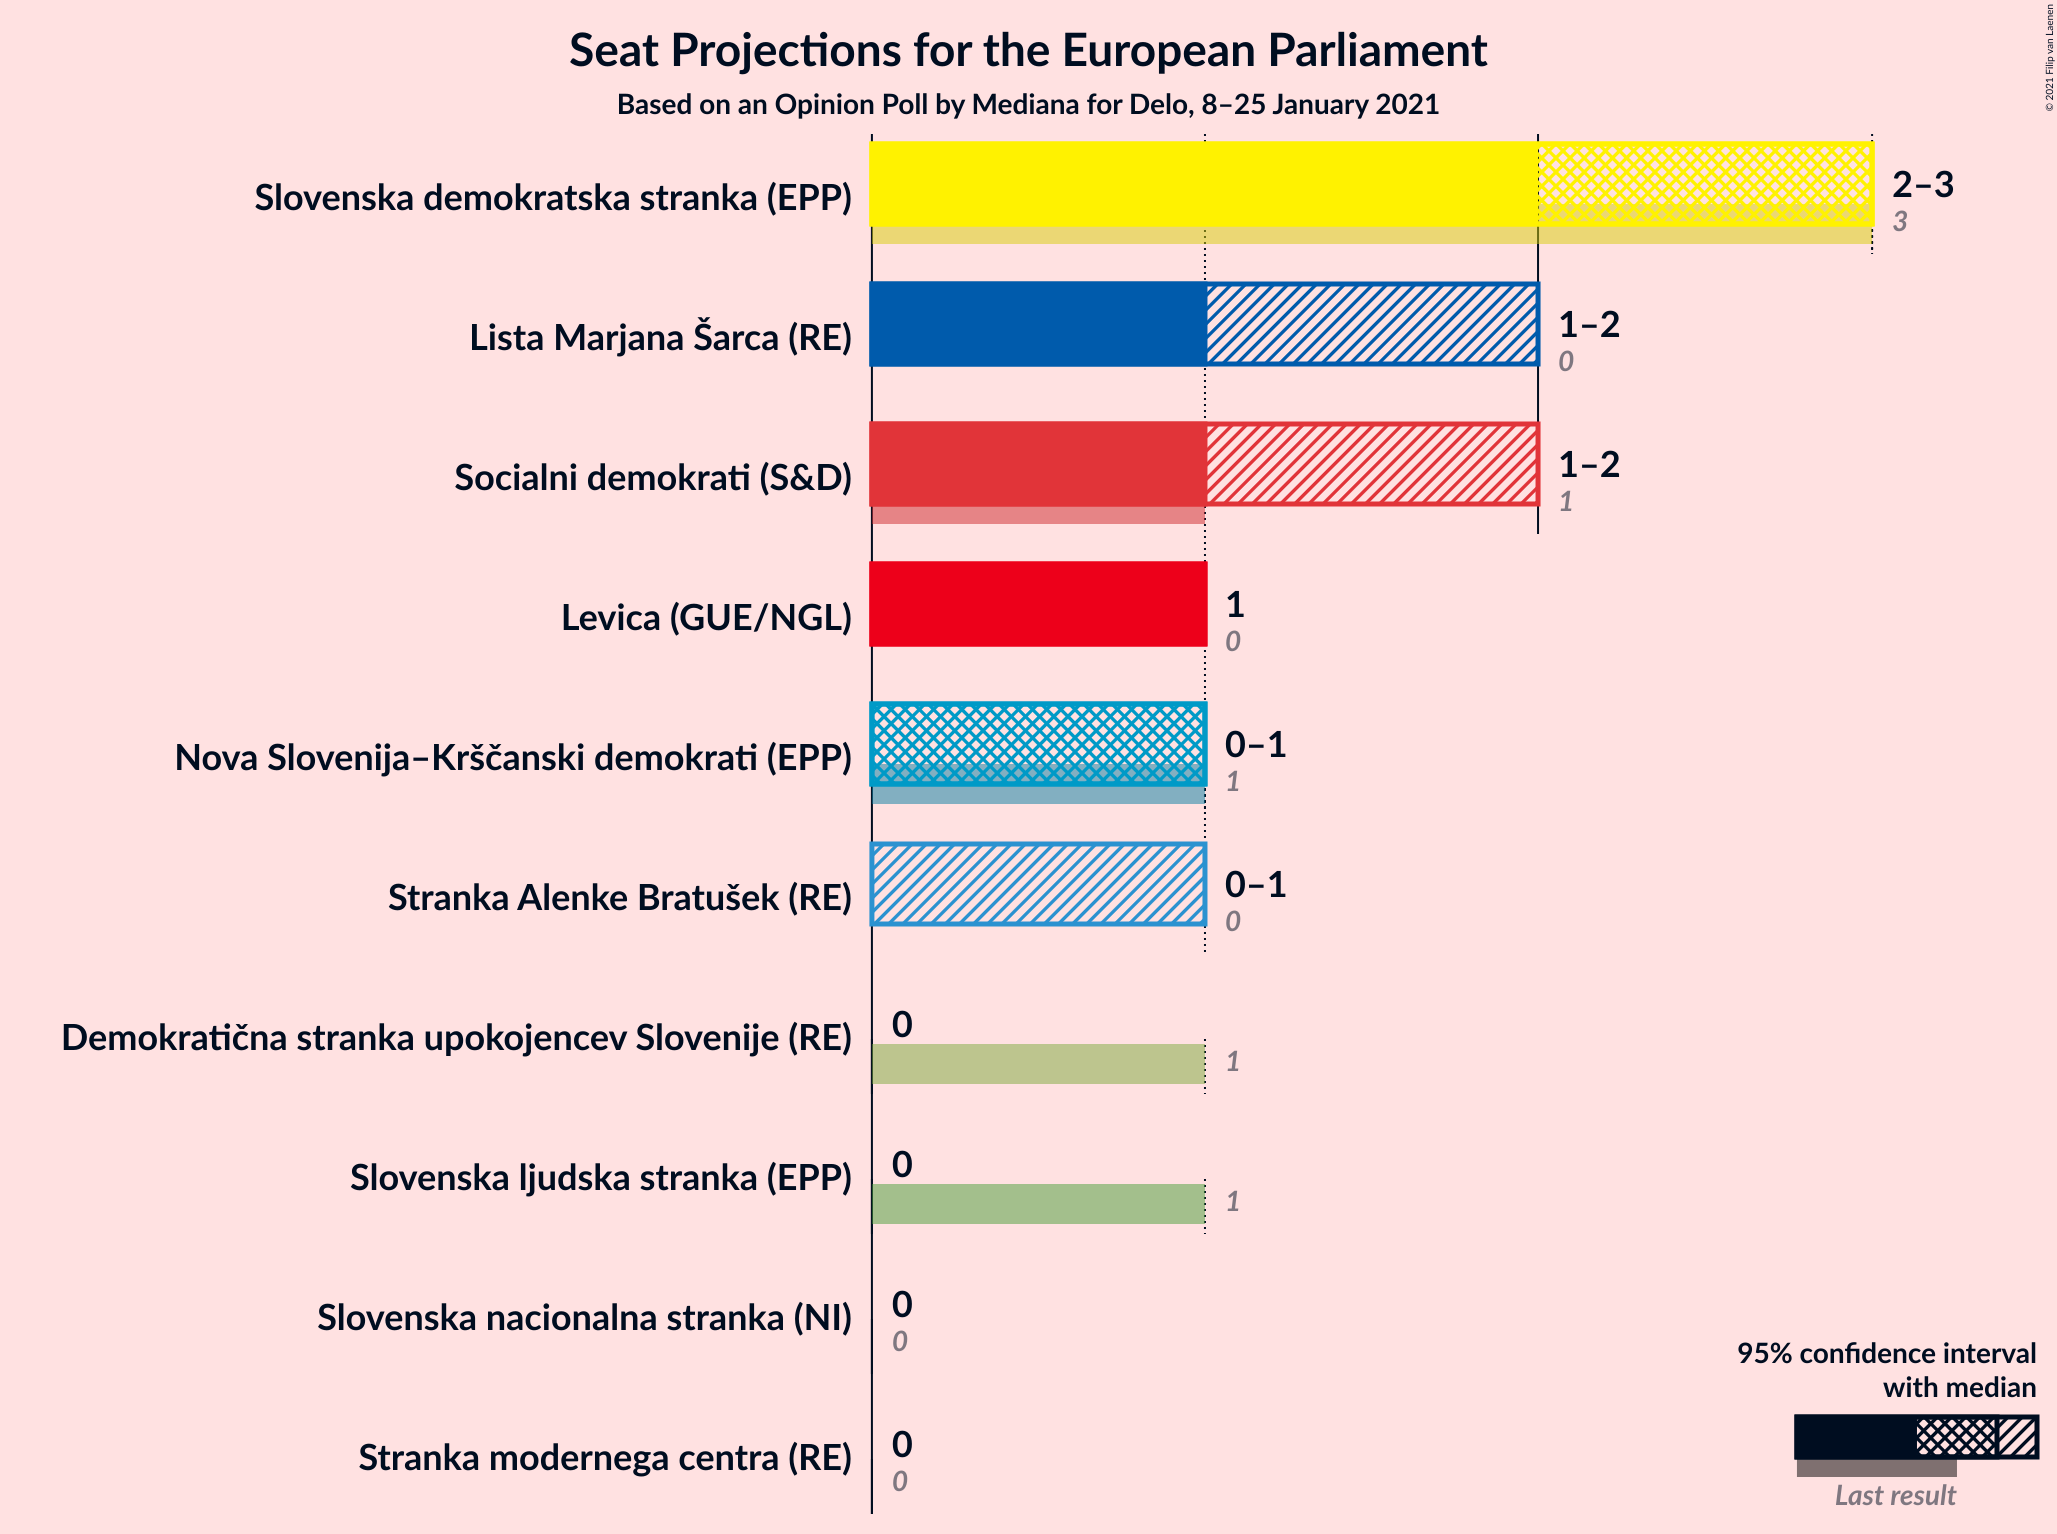 Seat Projections for the European Parliament
Based on an Opinion Poll by Mediana for Delo, 8–25 January 2021
© 2021 Filip van Laenen
Slovenska demokratska stranka (EPP)
2–3
3
Lista Marjana Šarca (RE)
1–2
0
Socialni demokrati (S&D)
1–2
1
Levica (GUE/NGL)
1
0
Nova Slovenija–Krščanski demokrati (EPP)
0–1
1
Stranka Alenke Bratušek (RE)
0–1
0
Demokratična stranka upokojencev Slovenije (RE)
0
1
Slovenska ljudska stranka (EPP)
0
1
Slovenska nacionalna stranka (NI)
0
0
Stranka modernega centra (RE)
0
0
95% confidence interval
with median
Last result